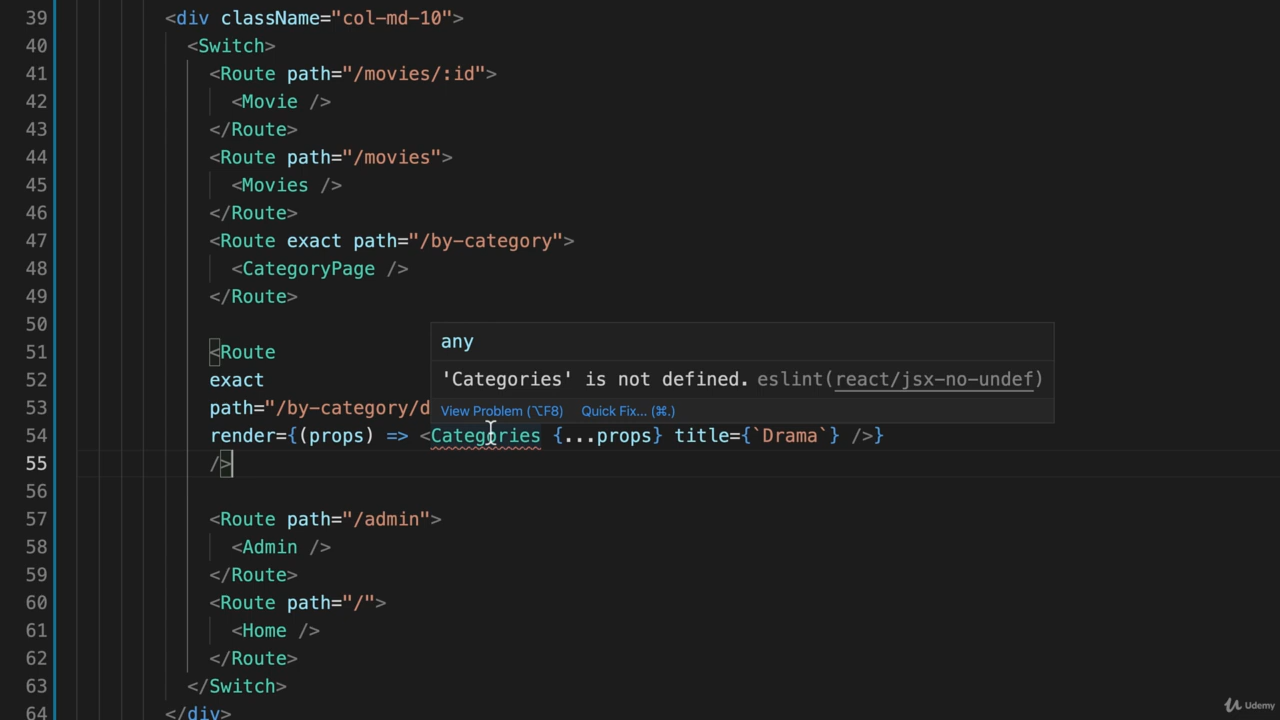 39 <div className="col-md-10">
40 <Switch>
41 <Route path="/movies/:id">
42 <Movie />
43 </Route>
44 <Route path="/movies">
45 <Movies />
46 </Route>
47 <Route exact path="/by-category">
48 <CategoryPage />
49 </Route>
50
51 <Route
any
52 exact
'Categories' is not defined. eslint(react/jsx-no-undef)
53 path="/by-category/d
View Problem (⌥F8) Quick Fix... (⌘.)
54 render={(props) => <Categories {...props} title={`Drama`} />}
55 />
56
57 <Route path="/admin">
58 <Admin />
59 </Route>
60 <Route path="/">
61 <Home />
62 </Route>
63 </Switch>
64 </div>
Udemy